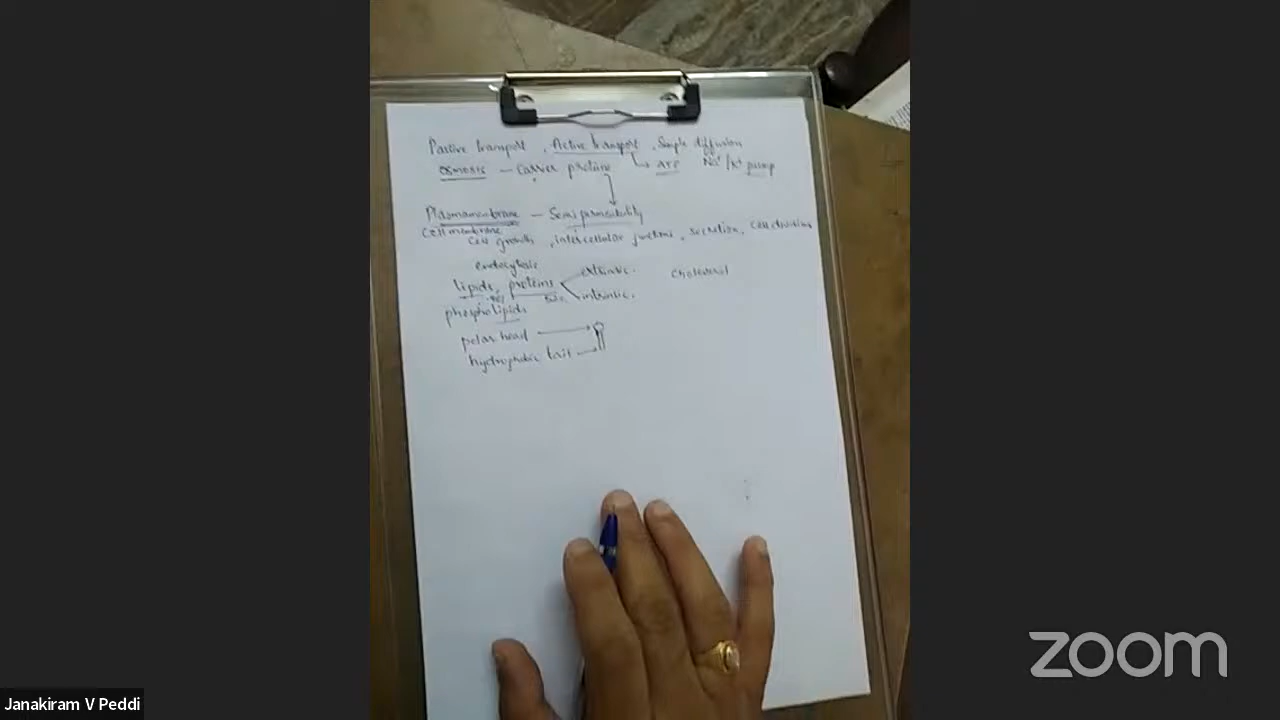 Passive transport, Active transport, Simple diffusion
Osmosis - Carrier proteins → ATP Na+/K+ pump
Plasmamembrane - Semi permeability
Cell membrane
Cell growth, intercellular junctions, secretion, cell divisions
endocytosis
lipids, proteins extrinsic. cholesterol
intrinsic.
phospholipids
polar head
hydrophobic tail
zoom
Janakiram V Peddi